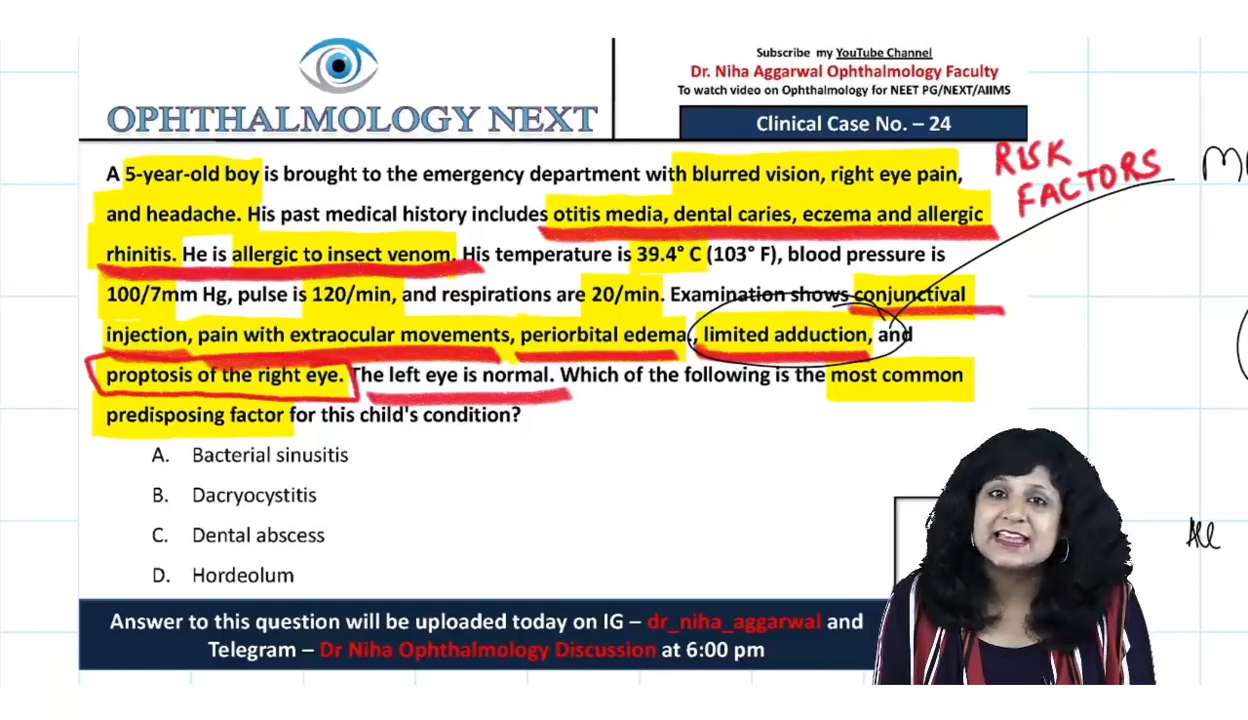 OPHTHALMOLOGY NEXT
Subscribe my YouTube Channel
Dr. Niha Aggarwal Ophthalmology Faculty
To watch video on Ophthalmology for NEET PG/NEXT/AIIMS
Clinical Case No. – 24
RISK
FACTORS
A 5-year-old boy is brought to the emergency department with blurred vision, right eye pain,
and headache. His past medical history includes otitis media, dental caries, eczema and allergic
rhinitis. He is allergic to insect venom. His temperature is 39.4° C (103° F), blood pressure is
100/7mm Hg, pulse is 120/min, and respirations are 20/min. Examination shows conjunctival
injection, pain with extraocular movements, periorbital edema., limited adduction, and
proptosis of the right eye. The left eye is normal. Which of the following is the most common
predisposing factor for this child's condition?
A. Bacterial sinusitis
B. Dacryocystitis
C. Dental abscess
D. Hordeolum
Answer to this question will be uploaded today on IG – dr_niha_aggarwal and
Telegram – Dr Niha Ophthalmology Discussion at 6:00 pm